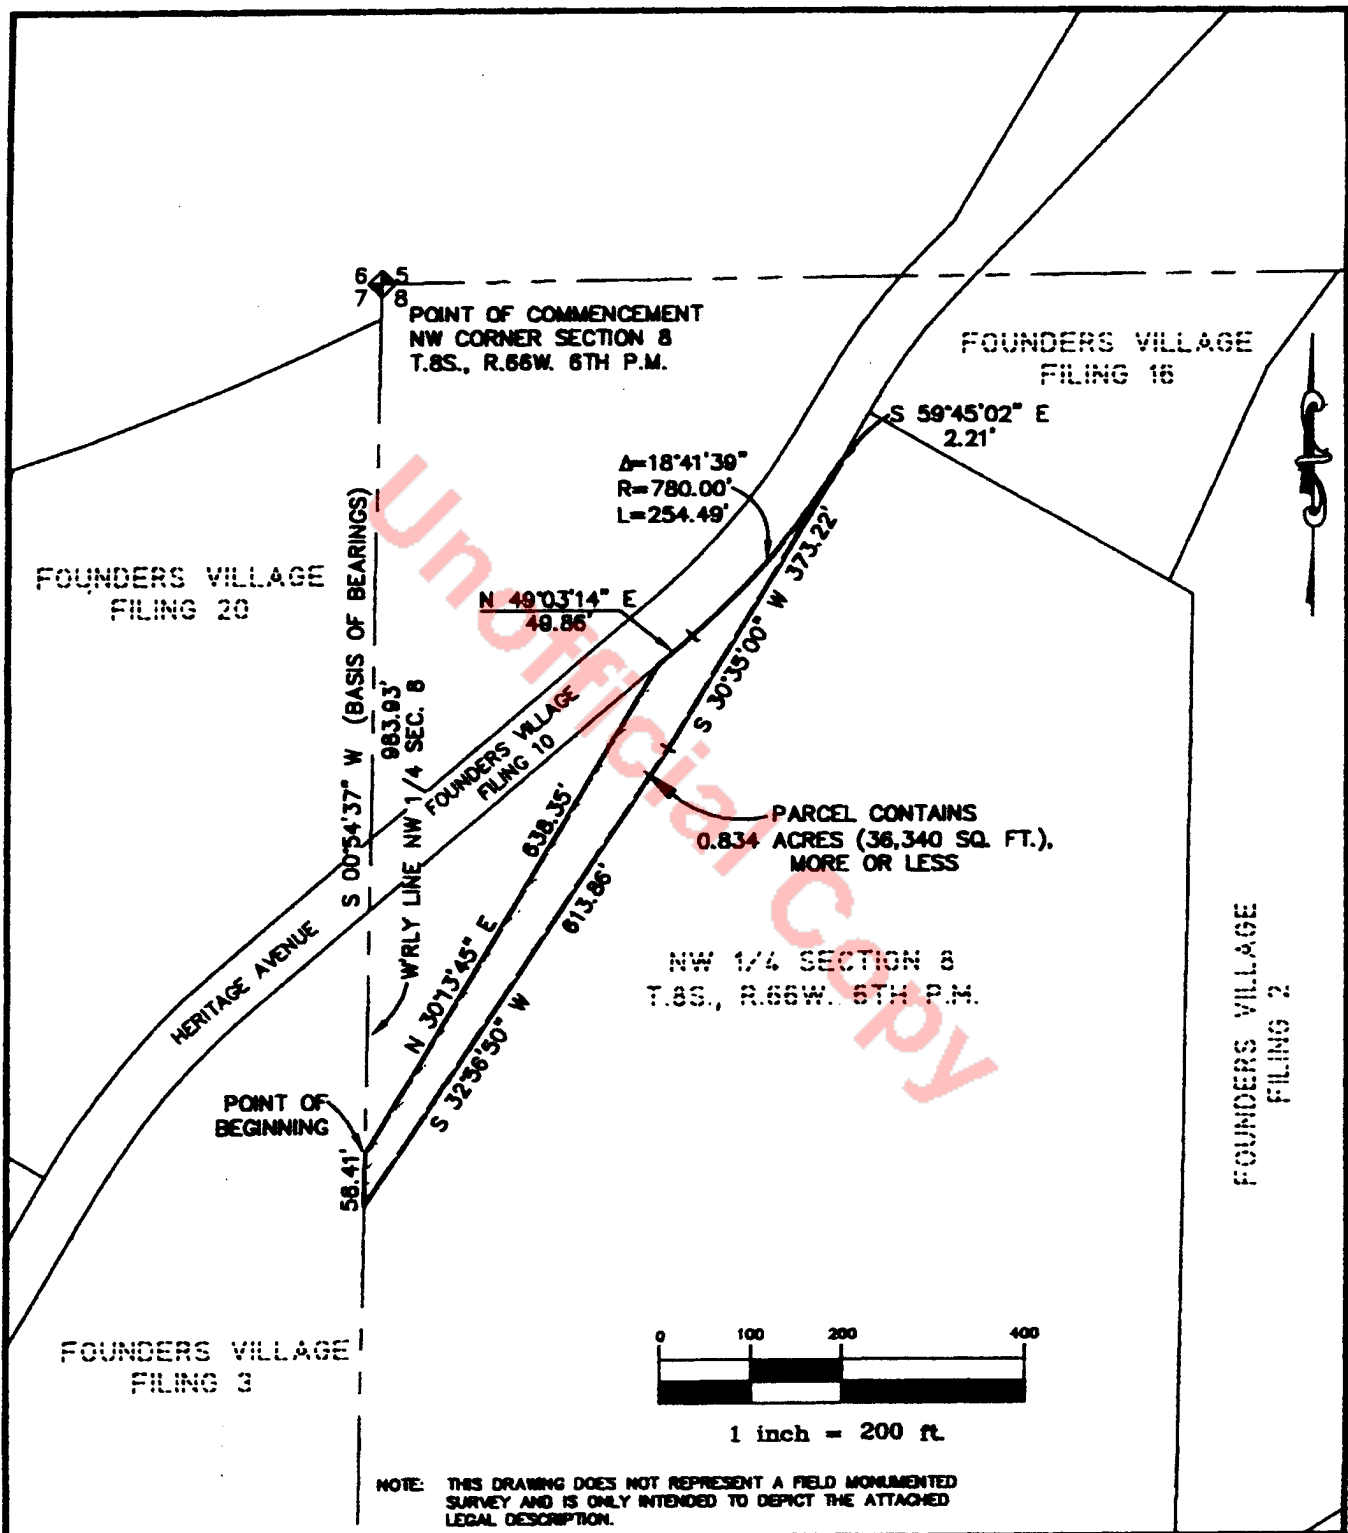 6 5
7 8
POINT OF COMMENCEMENT
NW CORNER SECTION 8
T.8S., R.66W. 6TH P.M.
FOUNDERS VILLAGE
FILING 16
S 59°45'02" E
2.21'
Δ=18°41'39"
R=780.00'
L=254.49'
FOUNDERS VILLAGE
FILING 20
S 00°54'37" W (BASIS OF BEARINGS)
983.93'
W'RLY LINE NW 1/4 SEC. 8
N 49°03'14" E
49.86'
S 30°35'00" W 373.22'
FOUNDERS VILLAGE
FILING 10
638.35'
N 30°13'45" E
613.86'
S 32°56'50" W
PARCEL CONTAINS
0.834 ACRES (36,340 SQ. FT.),
MORE OR LESS
HERITAGE AVENUE
NW 1/4 SECTION 8
T.8S., R.66W. 6TH P.M.
FOUNDERS VILLAGE
FILING 2
POINT OF
BEGINNING
58.41'
FOUNDERS VILLAGE
FILING 3
0 100 200 400
1 inch = 200 ft.
NOTE: THIS DRAWING DOES NOT REPRESENT A FIELD MONUMENTED
SURVEY AND IS ONLY INTENDED TO DEPICT THE ATTACHED
LEGAL DESCRIPTION.
Unofficial Copy